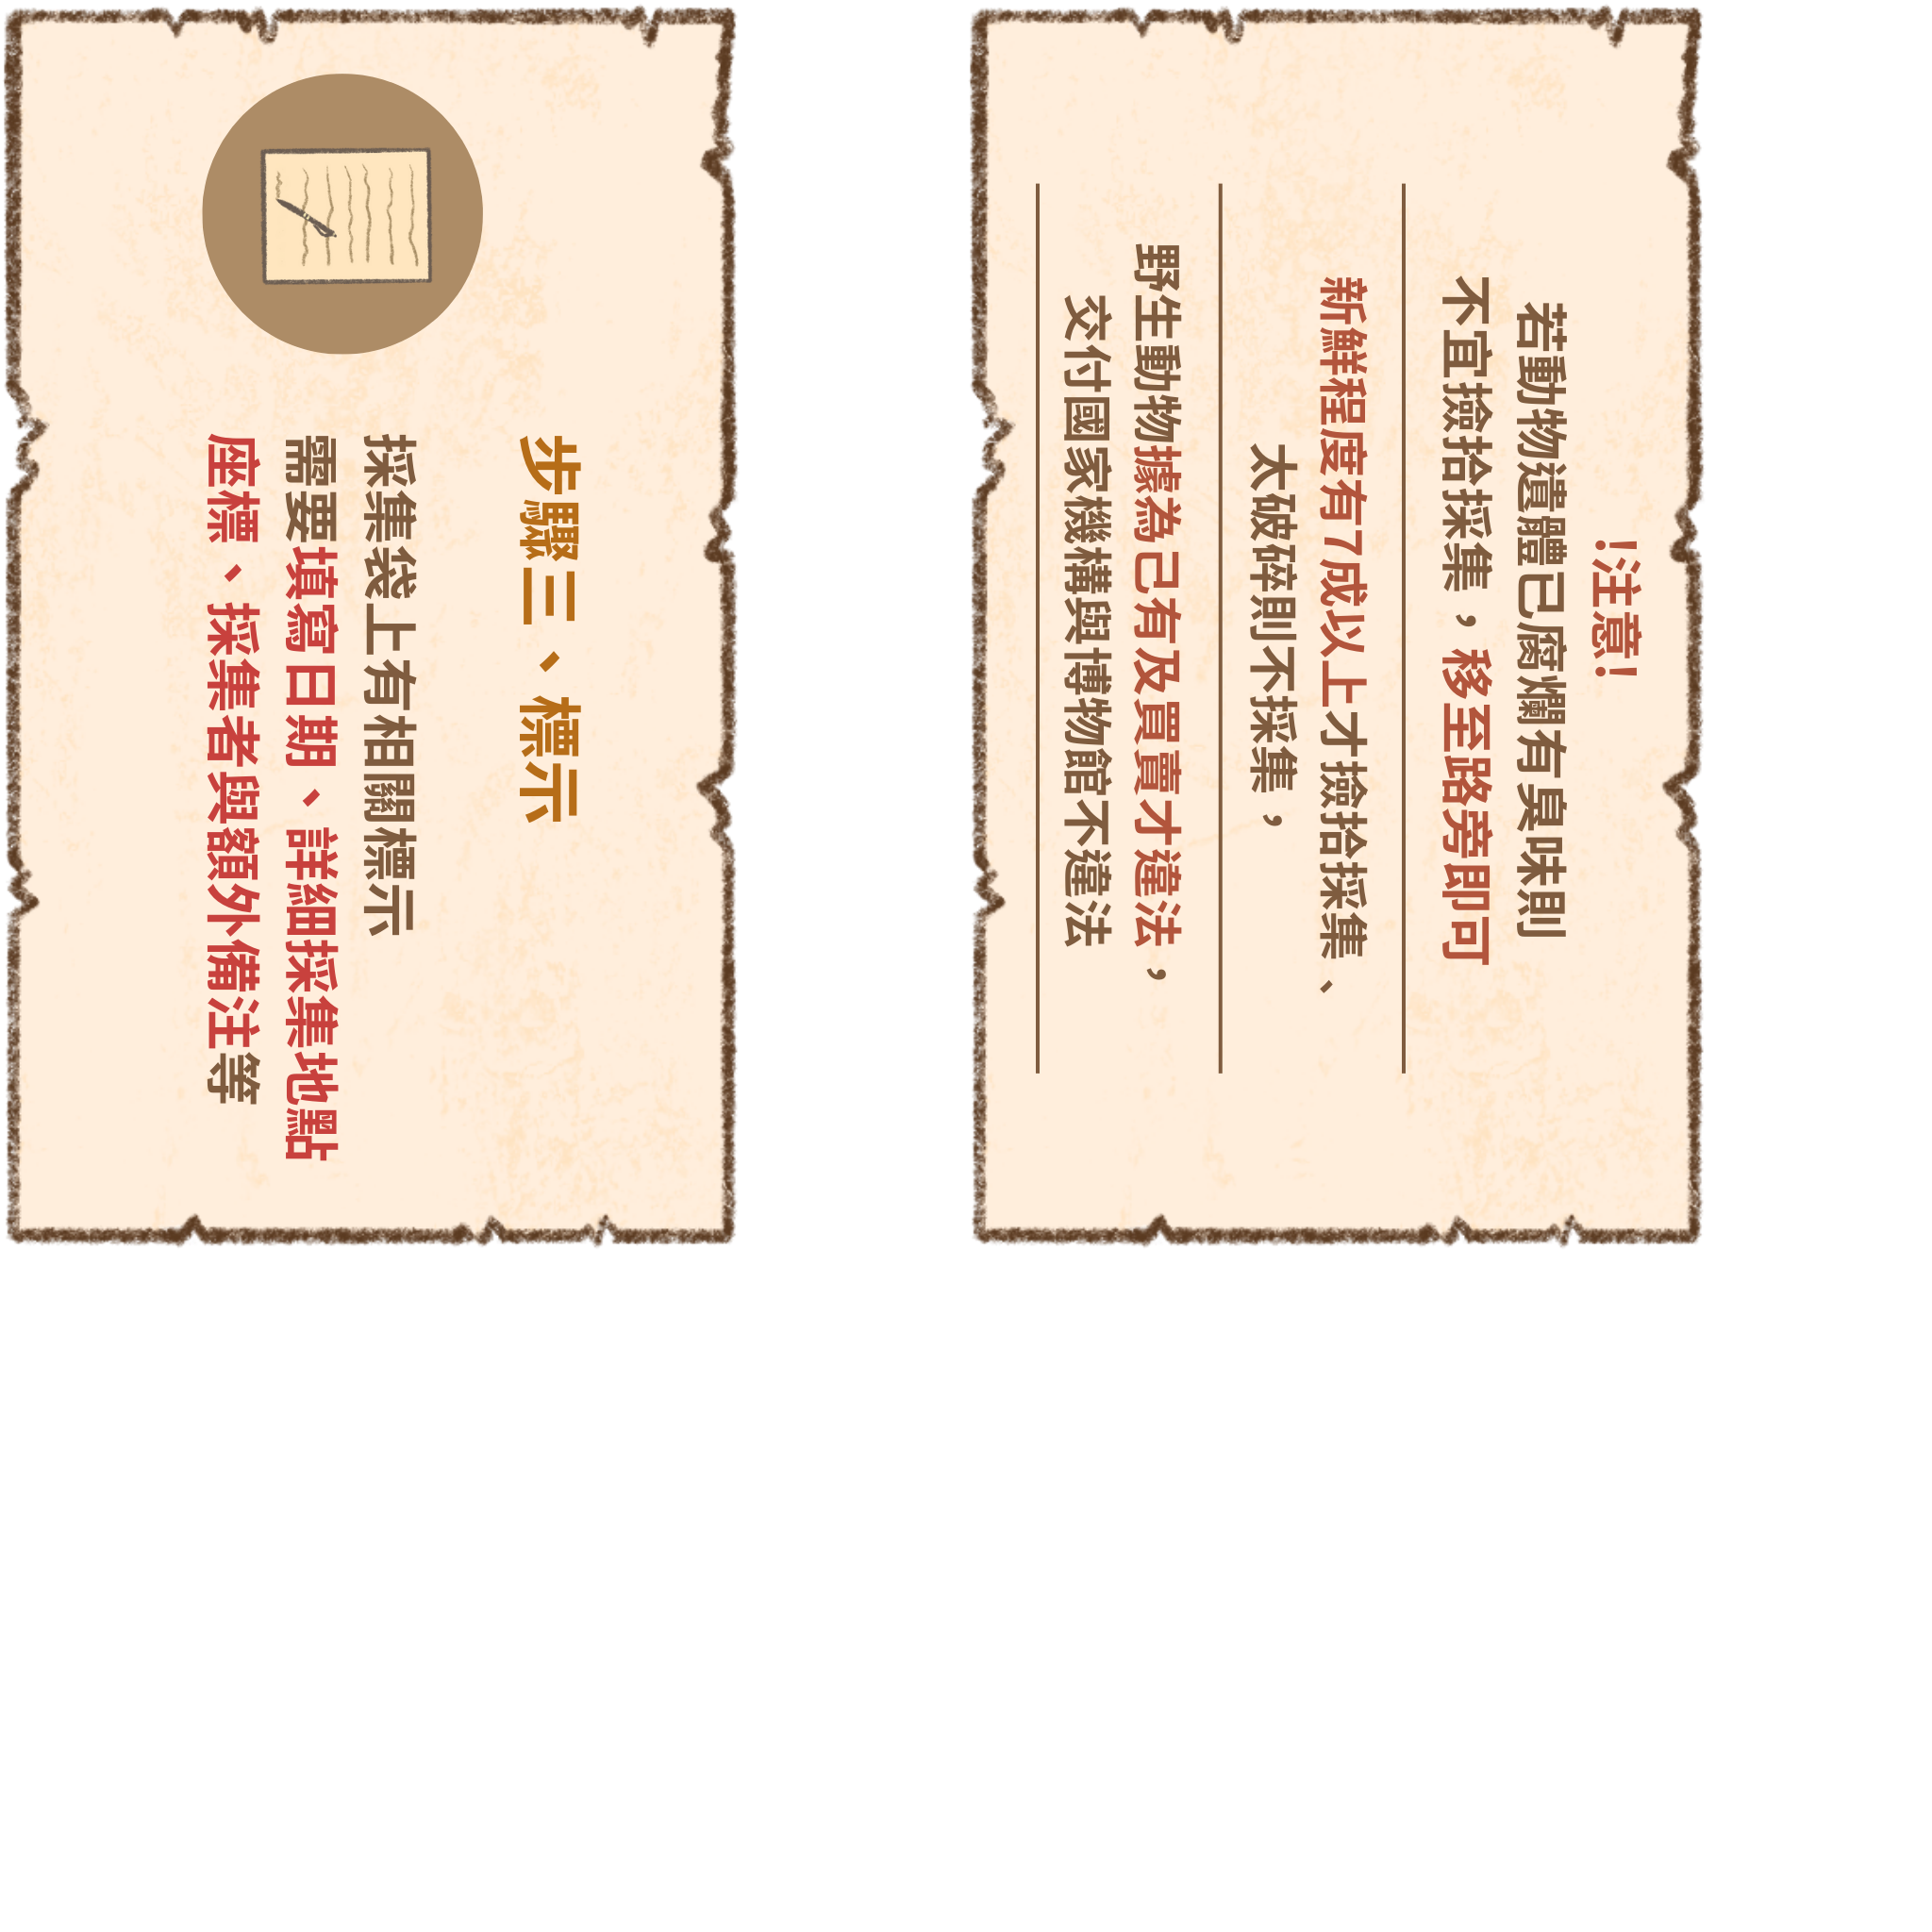 步驟三、標示
採集袋上有相關標示
需要填寫日期、詳細採集地點
座標、採集者與額外備注等
!注意!
若動物遺體已腐爛有臭味則
不宜撿拾採集，移至路旁即可
新鮮程度有7成以上才撿拾採集、
太破碎則不採集，
野生動物據為己有及買賣才違法，
交付國家機構與博物館不違法